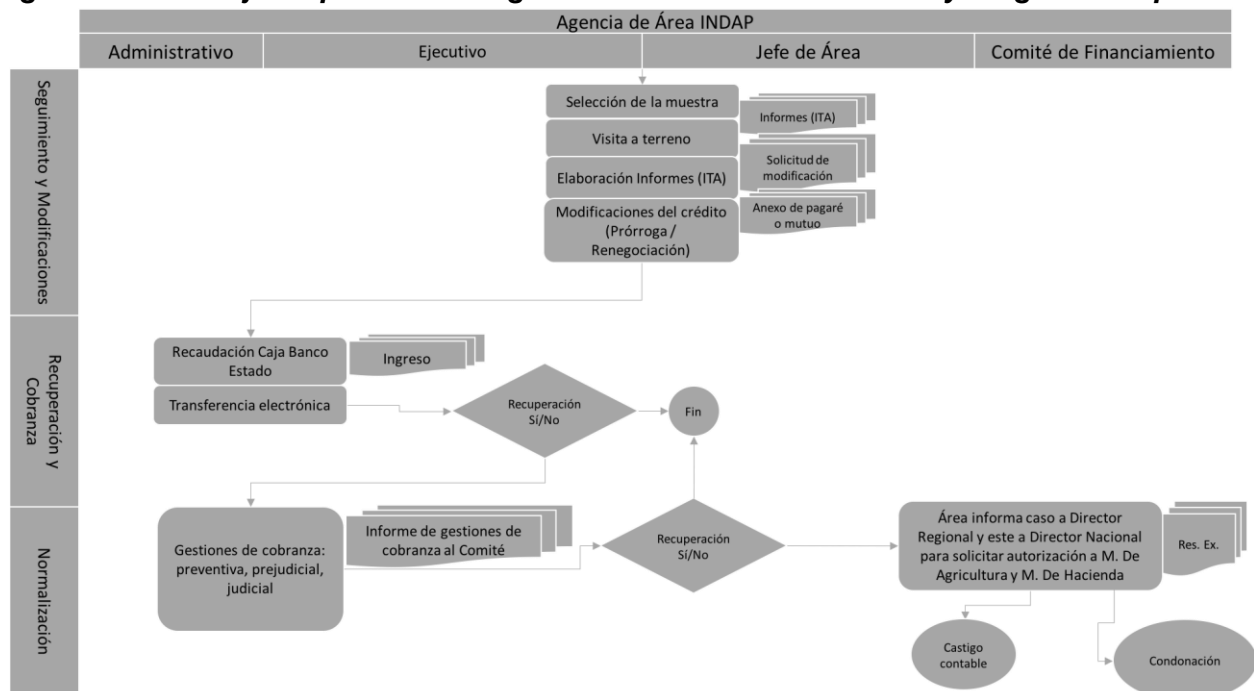 Agencia de Área INDAP
Administrativo
Ejecutivo
Jefe de Área
Comité de Financiamiento
Seguimiento y Modificaciones
Selección de la muestra
Informes (ITA)
Visita a terreno
Solicitud de
modificación
Elaboración Informes (ITA)
Modificaciones del crédito
(Prórroga /
Renegociación)
Anexo de pagaré
o mutuo
Recuperación y
Cobranza
Recaudación Caja Banco
Estado
Ingreso
Transferencia electrónica
Recuperación
Sí/No
Fin
Normalización
Gestiones de cobranza:
preventiva, prejudicial,
judicial
Informe de gestiones de
cobranza al Comité
Recuperación
Sí/No
Área informa caso a Director
Regional y este a Director Nacional
para solicitar autorización a M. De
Agricultura y M. De Hacienda
Res. Ex.
Castigo
contable
Condonación